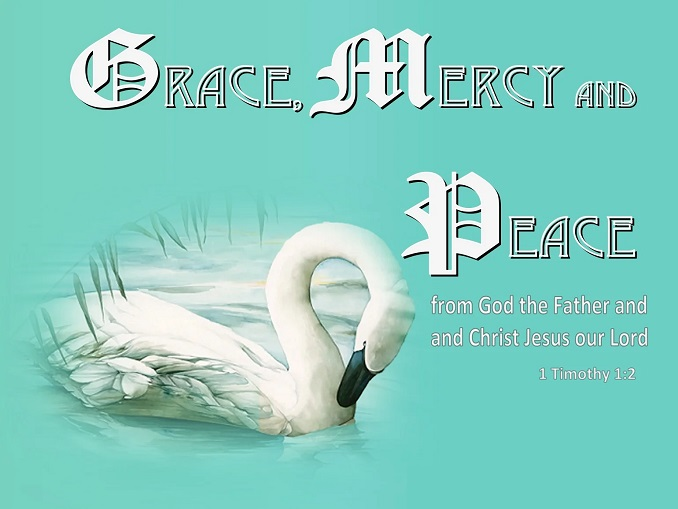 Grace, Mercy and
Peace
from God the Father and
and Christ Jesus our Lord
1 Timothy 1:2